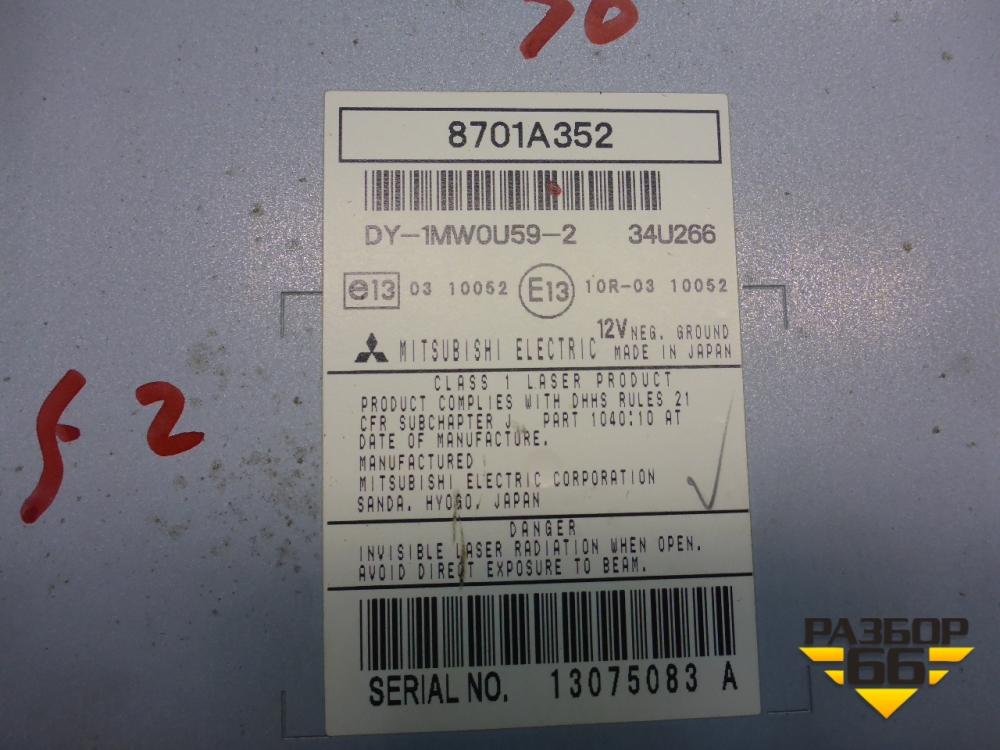 8701A352
DY-1MW0U59-2 34U266
e13 03 10052 E13 10R-03 10052
12V NEG. GROUND
MITSUBISHI ELECTRIC MADE IN JAPAN
CLASS 1 LASER PRODUCT
PRODUCT COMPLIES WITH DHHS RULES 21
CFR SUBCHAPTER J. PART 1040:10 AT
DATE OF MANUFACTURE.
MANUFACTURED
MITSUBISHI ELECTRIC CORPORATION
SANDA. HYOGO, JAPAN
DANGER
INVISIBLE LASER RADIATION WHEN OPEN.
AVOID DIRECT EXPOSURE TO BEAM.
SERIAL NO. 13075083 A
РАЗБОР
66